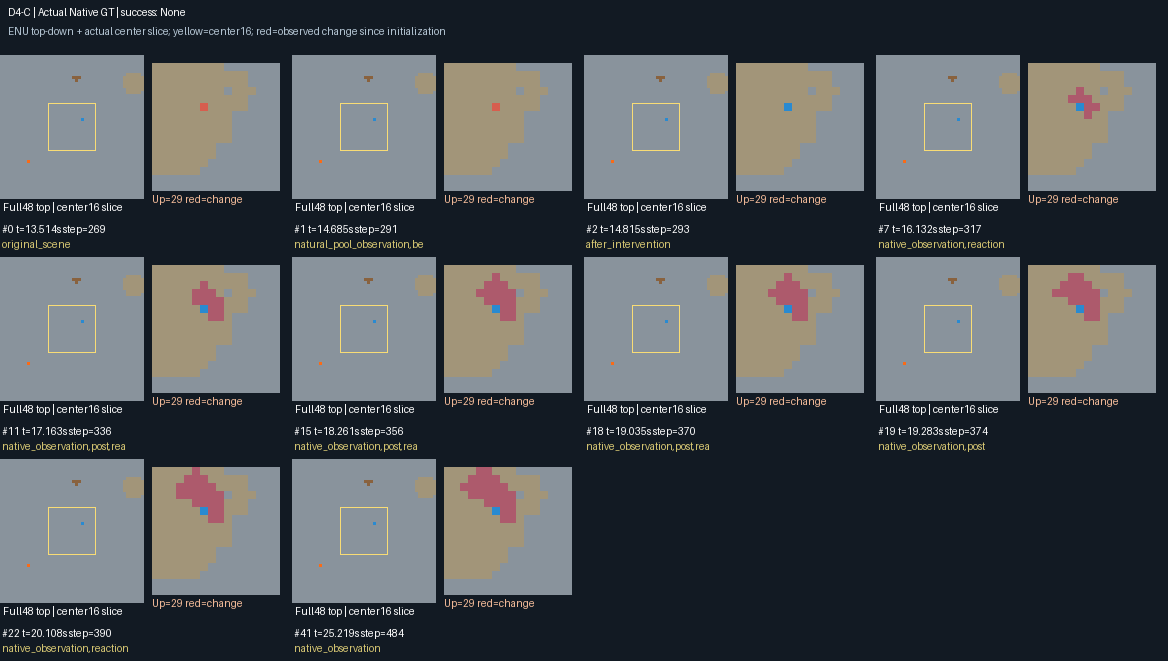 D4-C | Actual Native GT | success: None
ENU top-down + actual center slice; yellow=center16; red=observed change since initialization
Full48 top | center16 slice
Up=29 red=change
#0 t=13.514s step=269
original_scene
Full48 top | center16 slice
Up=29 red=change
#1 t=14.685s step=291
natural_pool_observation,be
Full48 top | center16 slice
Up=29 red=change
#2 t=14.815s step=293
after_intervention
Full48 top | center16 slice
Up=29 red=change
#7 t=16.132s step=317
native_observation,reaction
Full48 top | center16 slice
Up=29 red=change
#11 t=17.163s step=336
native_observation,post,rea
Full48 top | center16 slice
Up=29 red=change
#15 t=18.261s step=356
native_observation,post,rea
Full48 top | center16 slice
Up=29 red=change
#18 t=19.035s step=370
native_observation,post,rea
Full48 top | center16 slice
Up=29 red=change
#19 t=19.283s step=374
native_observation,post
Full48 top | center16 slice
Up=29 red=change
#22 t=20.108s step=390
native_observation,reaction
Full48 top | center16 slice
Up=29 red=change
#41 t=25.219s step=484
native_observation